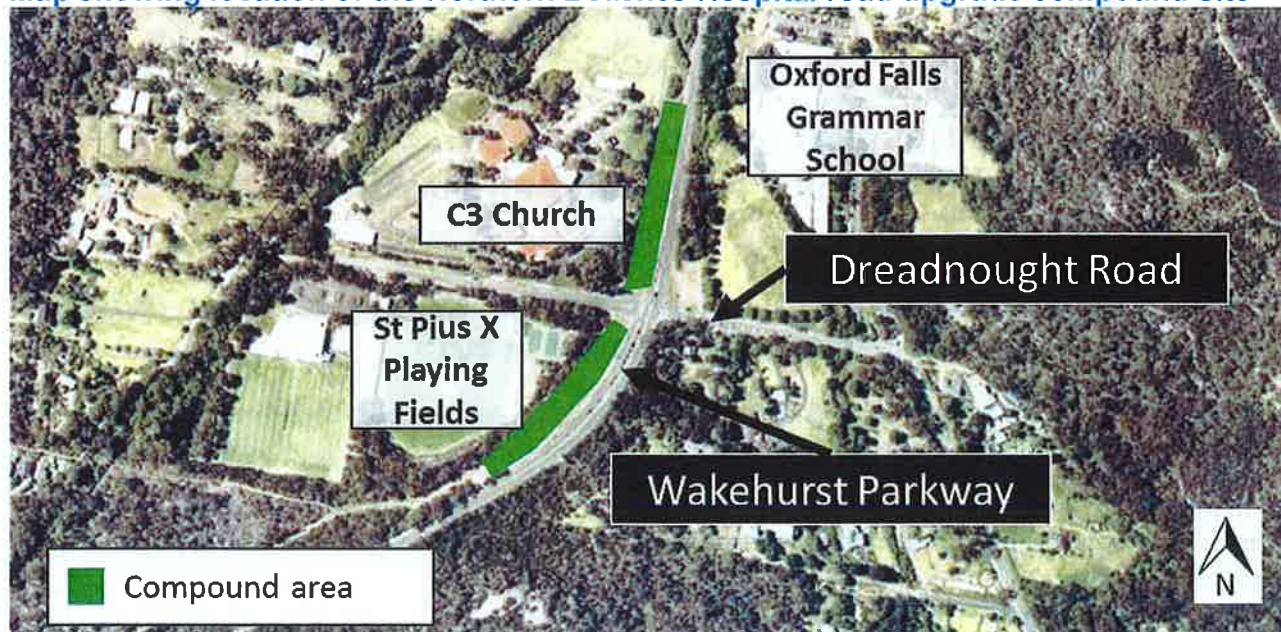 Oxford Falls
Grammar
School
C3 Church
Dreadnought Road
St Pius X
Playing
Fields
Wakehurst Parkway
Compound area
N